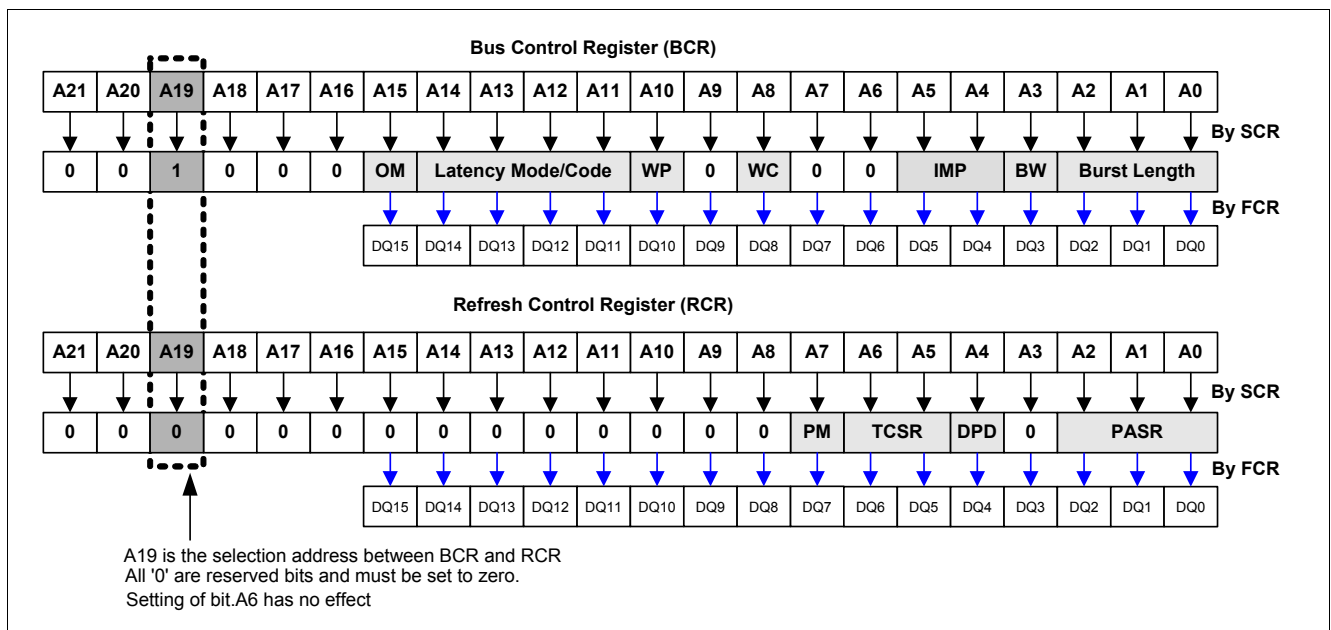 Bus Control Register (BCR)
A21 A20 A19 A18 A17 A16 A15 A14 A13 A12 A11 A10 A9 A8 A7 A6 A5 A4 A3 A2 A1 A0
By SCR
0 0 1 0 0 0 OM Latency Mode/Code WP 0 WC 0 0 IMP BW Burst Length
By FCR
DQ15 DQ14 DQ13 DQ12 DQ11 DQ10 DQ9 DQ8 DQ7 DQ6 DQ5 DQ4 DQ3 DQ2 DQ1 DQ0
Refresh Control Register (RCR)
A21 A20 A19 A18 A17 A16 A15 A14 A13 A12 A11 A10 A9 A8 A7 A6 A5 A4 A3 A2 A1 A0
By SCR
0 0 0 0 0 0 0 0 0 0 0 0 0 0 PM TCSR DPD 0 PASR
By FCR
DQ15 DQ14 DQ13 DQ12 DQ11 DQ10 DQ9 DQ8 DQ7 DQ6 DQ5 DQ4 DQ3 DQ2 DQ1 DQ0
A19 is the selection address between BCR and RCR
All '0' are reserved bits and must be set to zero.
Setting of bit.A6 has no effect